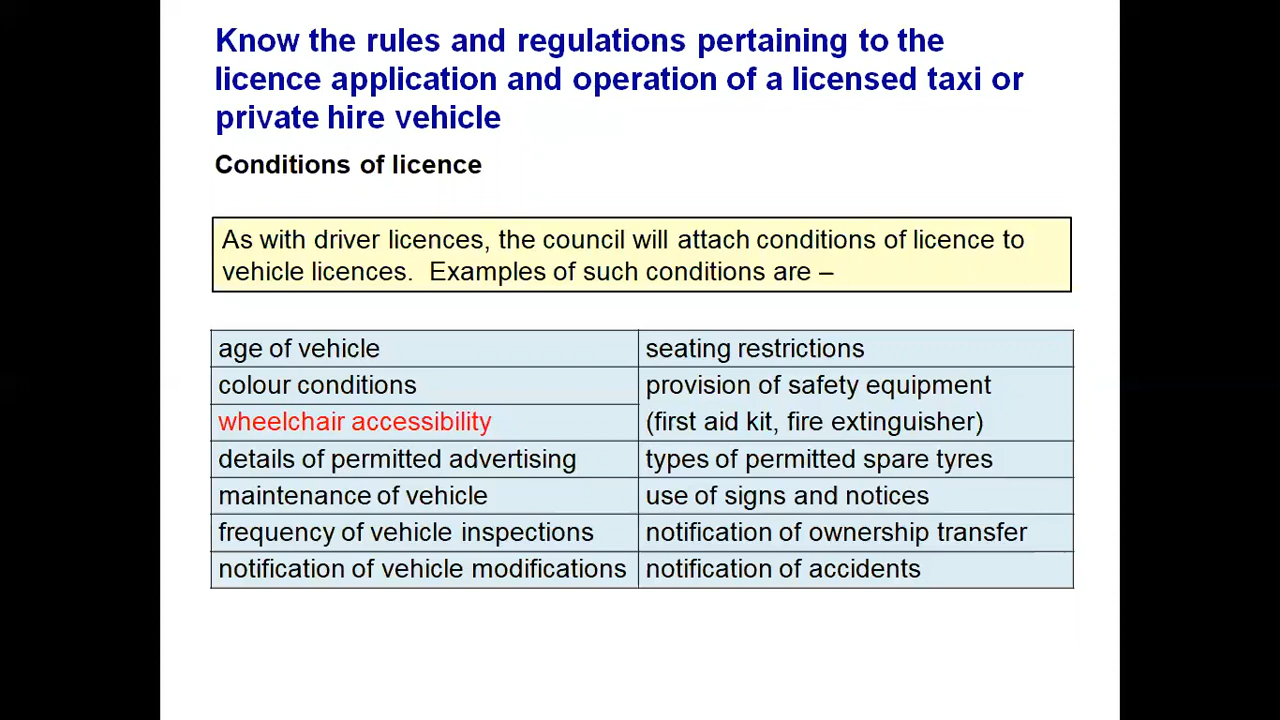 Know the rules and regulations pertaining to the
licence application and operation of a licensed taxi or
private hire vehicle
Conditions of licence
As with driver licences, the council will attach conditions of licence to
vehicle licences.  Examples of such conditions are –
age of vehicle
seating restrictions
colour conditions
provision of safety equipment
wheelchair accessibility
(first aid kit, fire extinguisher)
details of permitted advertising
types of permitted spare tyres
maintenance of vehicle
use of signs and notices
frequency of vehicle inspections
notification of ownership transfer
notification of vehicle modifications
notification of accidents